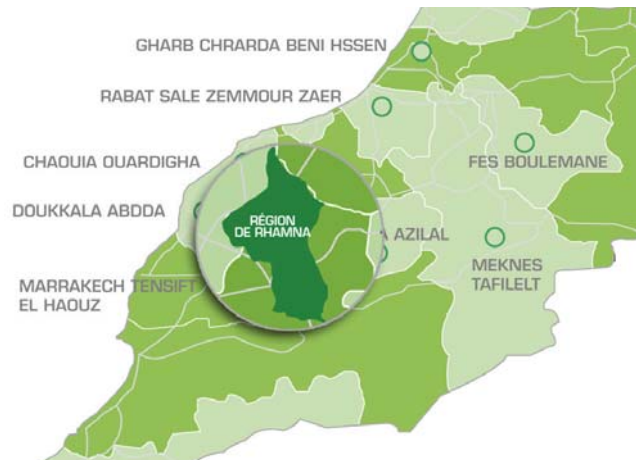 GHARB CHRARDA BENI HSSEN
RABAT SALE ZEMMOUR ZAER
CHAOUIA OUARDIGHA
FES BOULEMANE
DOUKKALA ABDDA
RÉGION
DE RHAMNA
AZILAL
MEKNES
TAFILELT
MARRAKECH TENSIFT
EL HAOUZ